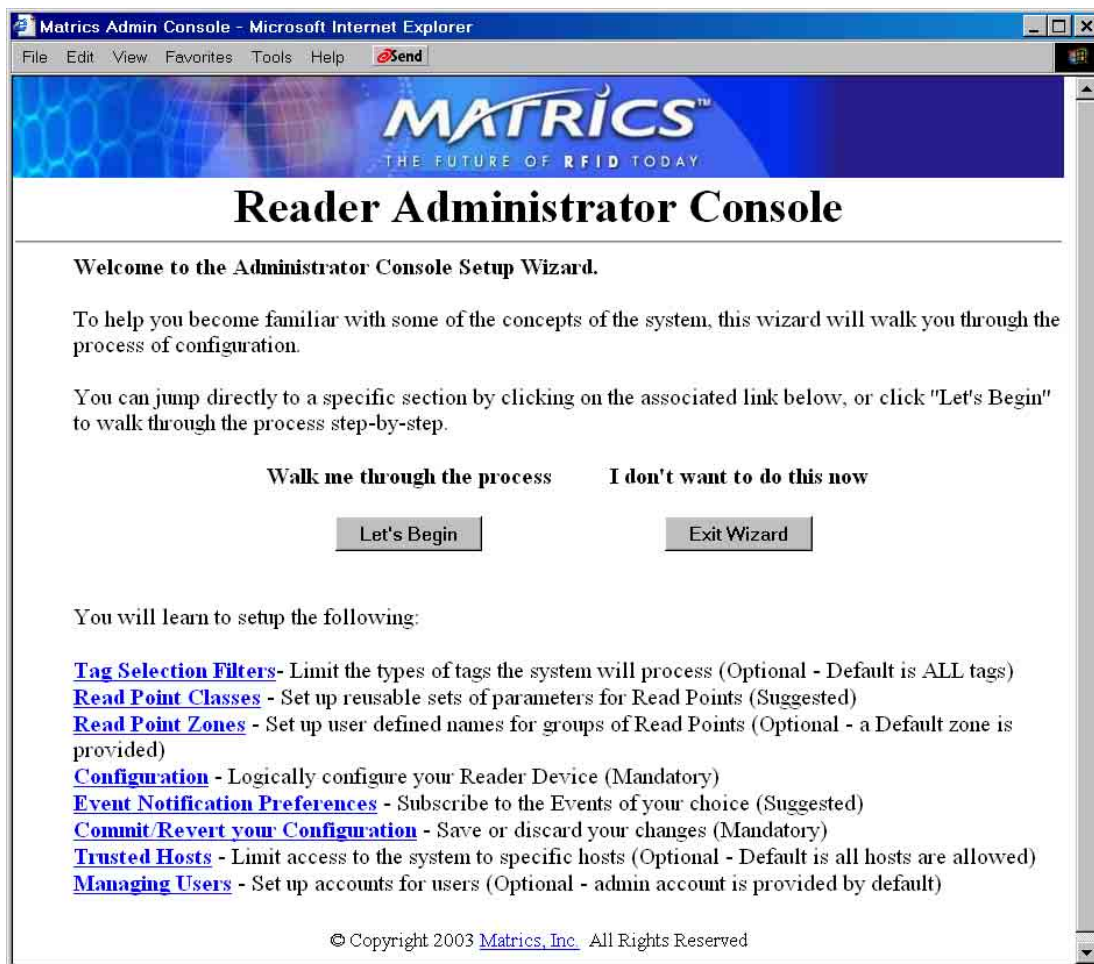 Matrics Admin Console - Microsoft Internet Explorer
File Edit View Favorites Tools Help @Send
MATRICS™
THE FUTURE OF RFID TODAY
Reader Administrator Console
Welcome to the Administrator Console Setup Wizard.
To help you become familiar with some of the concepts of the system, this wizard will walk you through the
process of configuration.
You can jump directly to a specific section by clicking on the associated link below, or click "Let's Begin"
to walk through the process step-by-step.
Walk me through the process I don't want to do this now
Let's Begin Exit Wizard
You will learn to setup the following:
Tag Selection Filters- Limit the types of tags the system will process (Optional - Default is ALL tags)
Read Point Classes - Set up reusable sets of parameters for Read Points (Suggested)
Read Point Zones - Set up user defined names for groups of Read Points (Optional - a Default zone is
provided)
Configuration - Logically configure your Reader Device (Mandatory)
Event Notification Preferences - Subscribe to the Events of your choice (Suggested)
Commit/Revert your Configuration - Save or discard your changes (Mandatory)
Trusted Hosts - Limit access to the system to specific hosts (Optional - Default is all hosts are allowed)
Managing Users - Set up accounts for users (Optional - admin account is provided by default)
© Copyright 2003 Matrics, Inc. All Rights Reserved